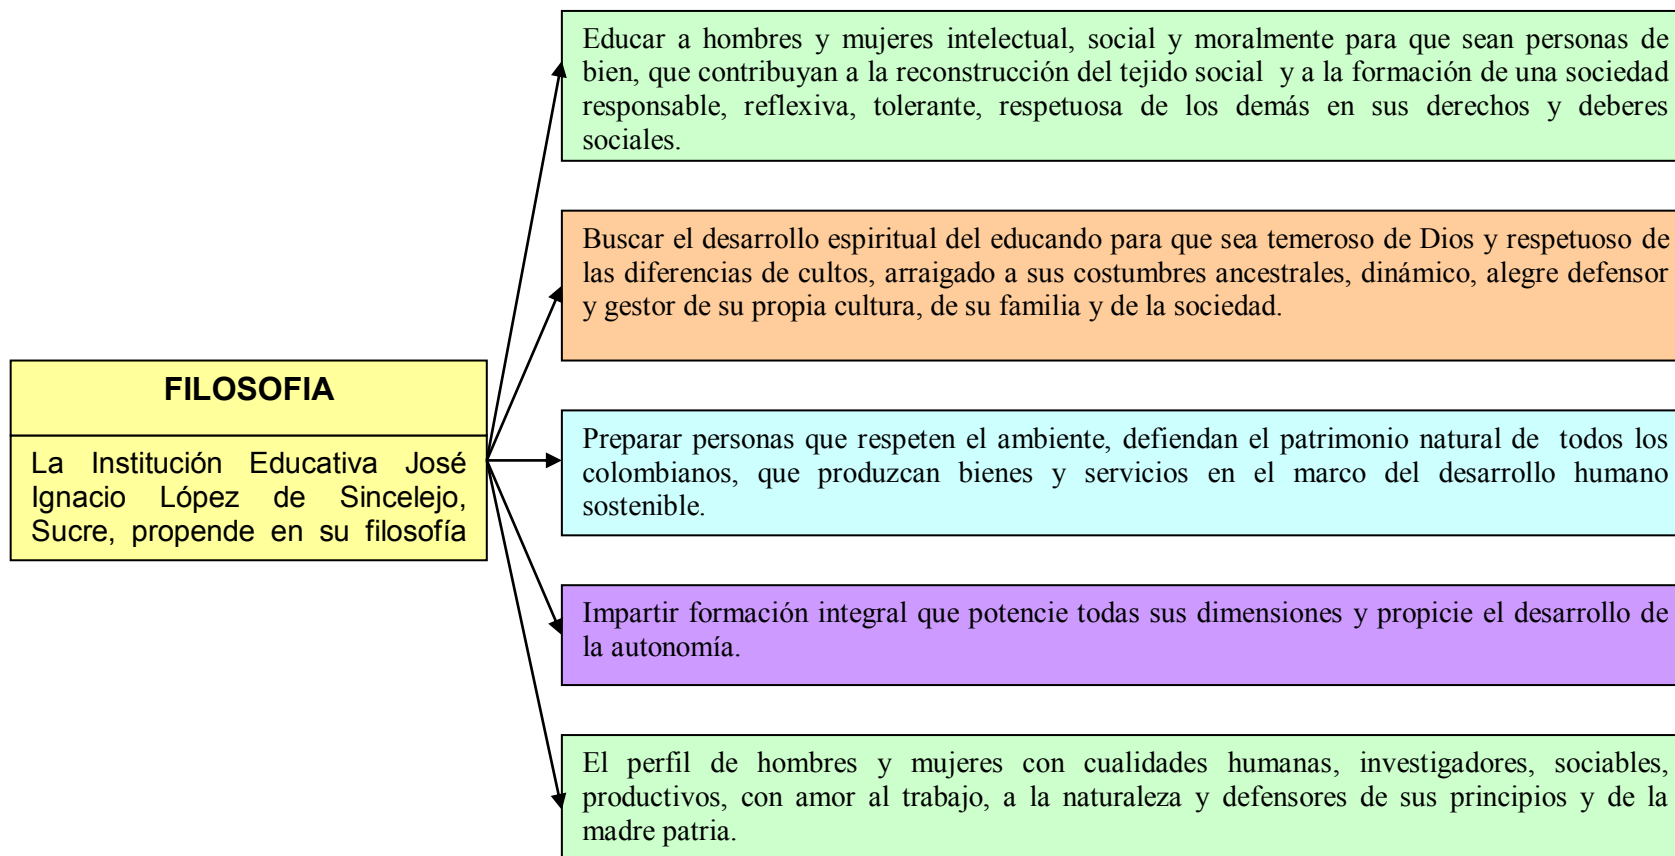 FILOSOFIA
La Institución Educativa José
Ignacio López de Sincelejo,
Sucre, propende en su filosofía
Educar a hombres y mujeres intelectual, social y moralmente para que sean personas de
bien, que contribuyan a la reconstrucción del tejido social y a la formación de una sociedad
responsable, reflexiva, tolerante, respetuosa de los demás en sus derechos y deberes
sociales.
Buscar el desarrollo espiritual del educando para que sea temeroso de Dios y respetuoso de
las diferencias de cultos, arraigado a sus costumbres ancestrales, dinámico, alegre defensor
y gestor de su propia cultura, de su familia y de la sociedad.
Preparar personas que respeten el ambiente, defiendan el patrimonio natural de todos los
colombianos, que produzcan bienes y servicios en el marco del desarrollo humano
sostenible.
Impartir formación integral que potencie todas sus dimensiones y propicie el desarrollo de
la autonomía.
El perfil de hombres y mujeres con cualidades humanas, investigadores, sociables,
productivos, con amor al trabajo, a la naturaleza y defensores de sus principios y de la
madre patria.